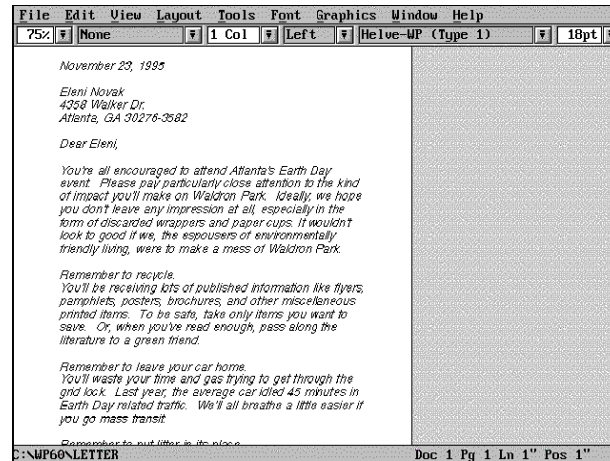 File Edit View Layout Tools Font Graphics Window Help
75% None 1 Col Left Helve-WP (Type 1) 18pt
November 23, 1995
Eleni Novak
4358 Walker Dr.
Atlanta, GA 30276-3582
Dear Eleni,
You're all encouraged to attend Atlanta's Earth Day
event. Please pay particularly close attention to the kind
of impact you'll make on Waldron Park. Ideally, we hope
you don't leave any impression at all, especially in the
form of discarded wrappers and paper cups. It wouldn't
look to good if we, the espousers of environmentally
friendly living, were to make a mess of Waldron Park.
Remember to recycle.
You'll be receiving lots of published information like flyers,
pamphlets, posters, brochures, and other miscellaneous
printed items. To be safe, take only items you want to
save. Or, when you've read enough, pass along the
literature to a green friend.
Remember to leave your car home.
You'll waste your time and gas trying to get through the
grid lock. Last year, the average car idled 45 minutes in
Earth Day related traffic. We'll all breathe a little easier if
you go mass transit.
Remember to put litter in its place.
C:\WP60\LETTER Doc 1 Pg 1 Ln 1" Pos 1"